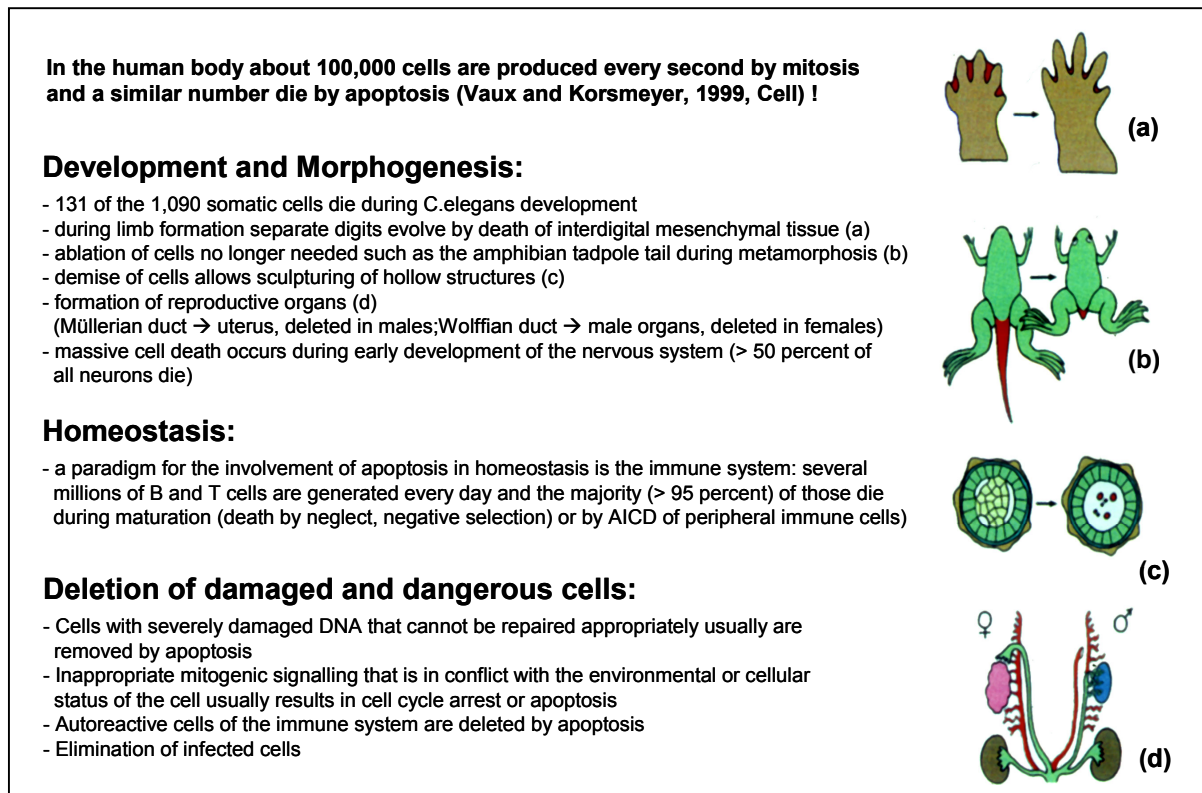 In the human body about 100,000 cells are produced every second by mitosis
and a similar number die by apoptosis (Vaux and Korsmeyer, 1999, Cell) !
(a)
Development and Morphogenesis:
- 131 of the 1,090 somatic cells die during C.elegans development
- during limb formation separate digits evolve by death of interdigital mesenchymal tissue (a)
- ablation of cells no longer needed such as the amphibian tadpole tail during metamorphosis (b)
- demise of cells allows sculpturing of hollow structures (c)
- formation of reproductive organs (d)
(Müllerian duct → uterus, deleted in males;Wolffian duct → male organs, deleted in females)
- massive cell death occurs during early development of the nervous system (> 50 percent of
all neurons die)
(b)
Homeostasis:
- a paradigm for the involvement of apoptosis in homeostasis is the immune system: several
millions of B and T cells are generated every day and the majority (> 95 percent) of those die
during maturation (death by neglect, negative selection) or by AICD of peripheral immune cells)
(c)
Deletion of damaged and dangerous cells:
- Cells with severely damaged DNA that cannot be repaired appropriately usually are
removed by apoptosis
- Inappropriate mitogenic signalling that is in conflict with the environmental or cellular
status of the cell usually results in cell cycle arrest or apoptosis
- Autoreactive cells of the immune system are deleted by apoptosis
- Elimination of infected cells
♀ ♂
(d)